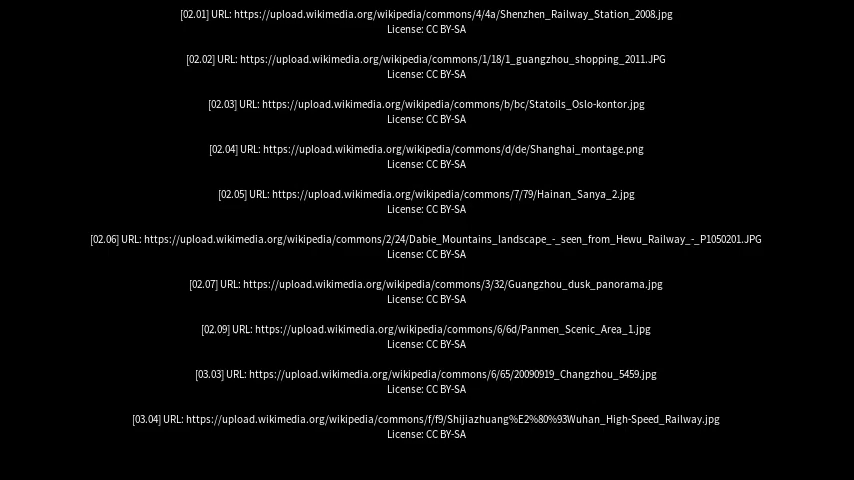 [02.01] URL: https://upload.wikimedia.org/wikipedia/commons/4/4a/Shenzhen_Railway_Station_2008.jpg
License: CC BY-SA
[02.02] URL: https://upload.wikimedia.org/wikipedia/commons/1/18/1_guangzhou_shopping_2011.JPG
License: CC BY-SA
[02.03] URL: https://upload.wikimedia.org/wikipedia/commons/b/bc/Statoils_Oslo-kontor.jpg
License: CC BY-SA
[02.04] URL: https://upload.wikimedia.org/wikipedia/commons/d/de/Shanghai_montage.png
License: CC BY-SA
[02.05] URL: https://upload.wikimedia.org/wikipedia/commons/7/79/Hainan_Sanya_2.jpg
License: CC BY-SA
[02.06] URL: https://upload.wikimedia.org/wikipedia/commons/2/24/Dabie_Mountains_landscape_-_seen_from_Hewu_Railway_-_P1050201.JPG
License: CC BY-SA
[02.07] URL: https://upload.wikimedia.org/wikipedia/commons/3/32/Guangzhou_dusk_panorama.jpg
License: CC BY-SA
[02.09] URL: https://upload.wikimedia.org/wikipedia/commons/6/6d/Panmen_Scenic_Area_1.jpg
License: CC BY-SA
[03.03] URL: https://upload.wikimedia.org/wikipedia/commons/6/65/20090919_Changzhou_5459.jpg
License: CC BY-SA
[03.04] URL: https://upload.wikimedia.org/wikipedia/commons/f/f9/Shijiazhuang%E2%80%93Wuhan_High-Speed_Railway.jpg
License: CC BY-SA